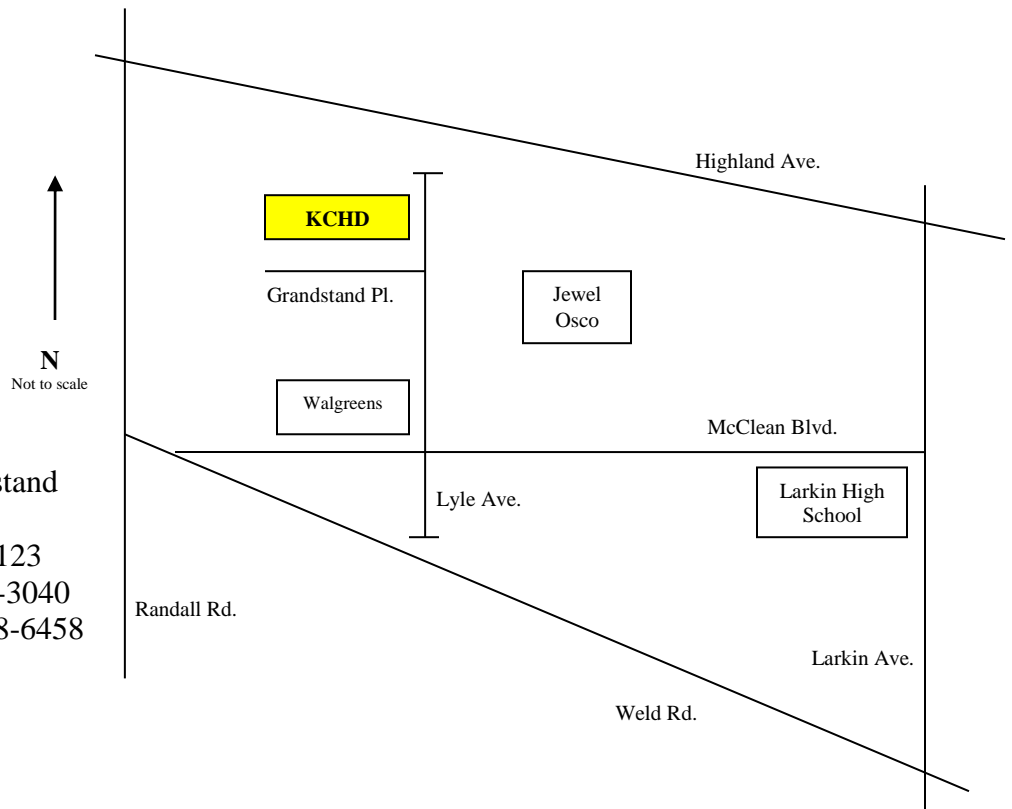 Highland Ave.
KCHD
Grandstand Pl.
Jewel
Osco
N
Not to scale
Walgreens
McClean Blvd.
stand
Lyle Ave.
Larkin High
School
123
-3040
8-6458
Randall Rd.
Larkin Ave.
Weld Rd.